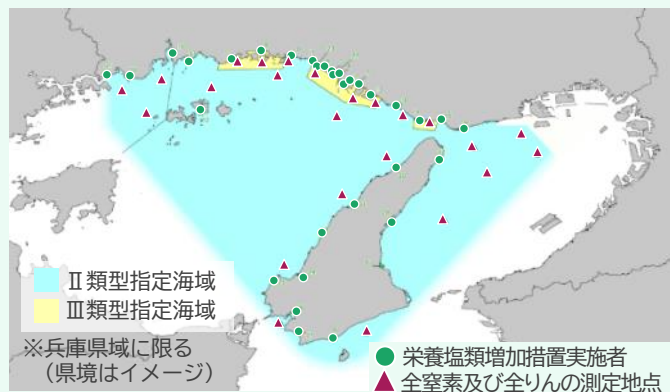 Ⅱ類型指定海域
Ⅲ類型指定海域
※兵庫県域に限る
（県境はイメージ）
栄養塩類増加措置実施者
全窒素及び全りんの測定地点